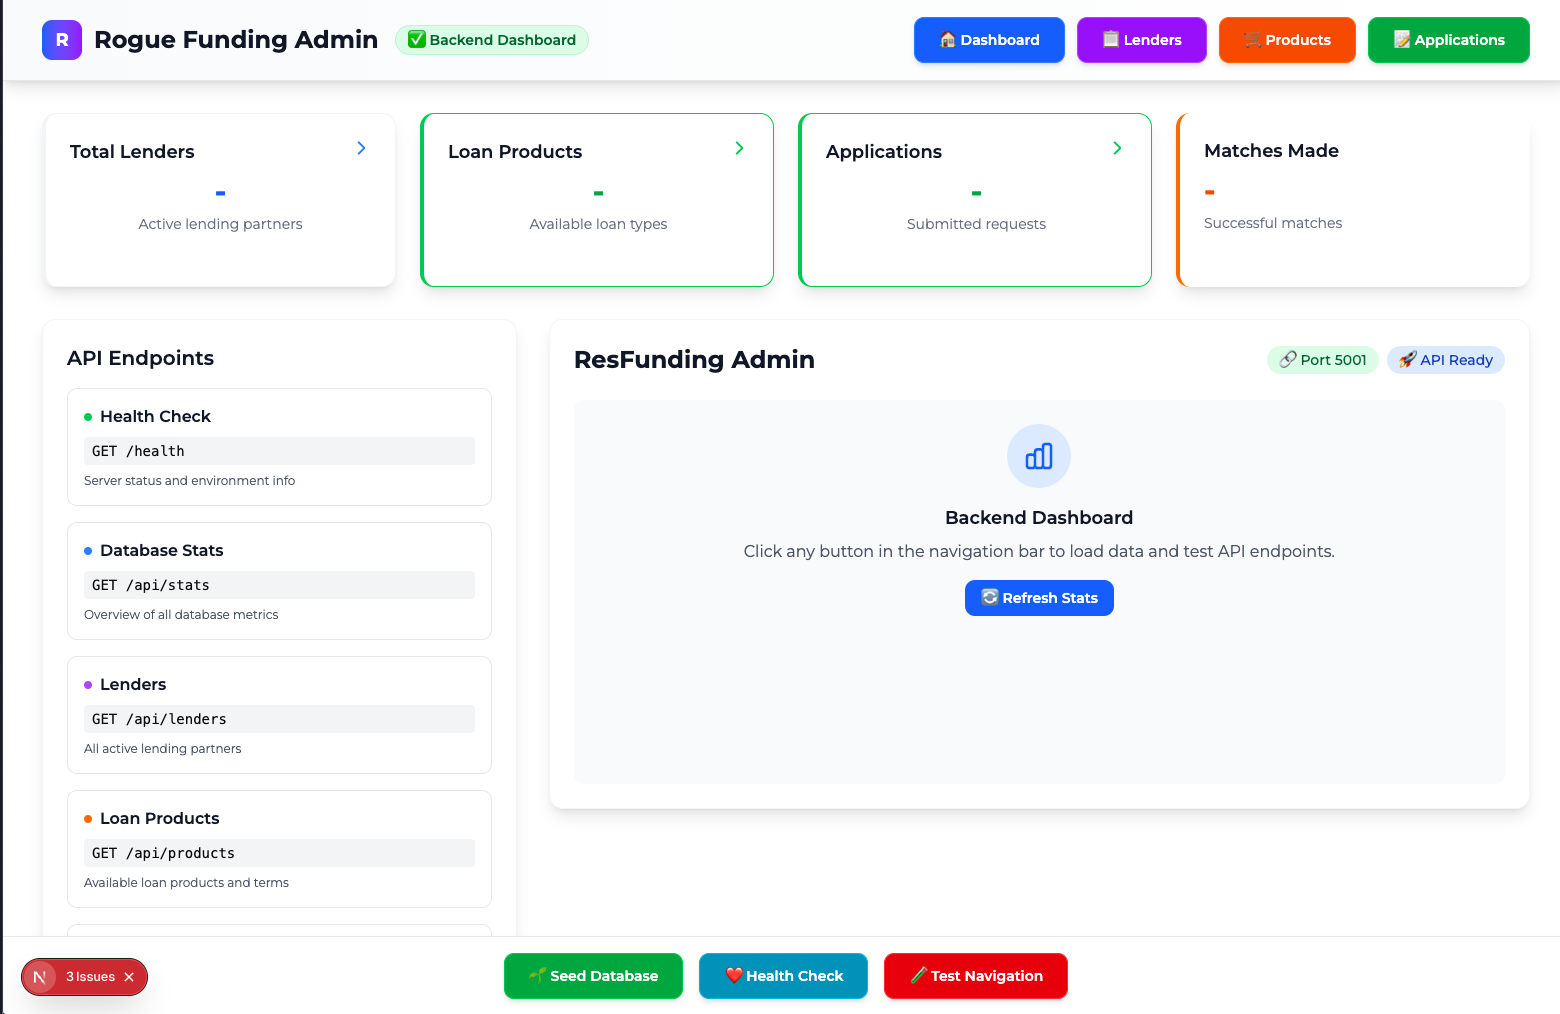 R Rogue Funding Admin ✅ Backend Dashboard 🏠 Dashboard 📋 Lenders 🛒 Products 📝 Applications
Total Lenders
-
Active lending partners
Loan Products
-
Available loan types
Applications
-
Submitted requests
Matches Made
-
Successful matches
API Endpoints
Health Check
GET /health
Server status and environment info
Database Stats
GET /api/stats
Overview of all database metrics
Lenders
GET /api/lenders
All active lending partners
Loan Products
GET /api/products
Available loan products and terms
ResFunding Admin
🔗 Port 5001 🚀 API Ready
Backend Dashboard
Click any button in the navigation bar to load data and test API endpoints.
🔄 Refresh Stats
N 3 Issues ×
🌱 Seed Database ❤️ Health Check 🧪 Test Navigation